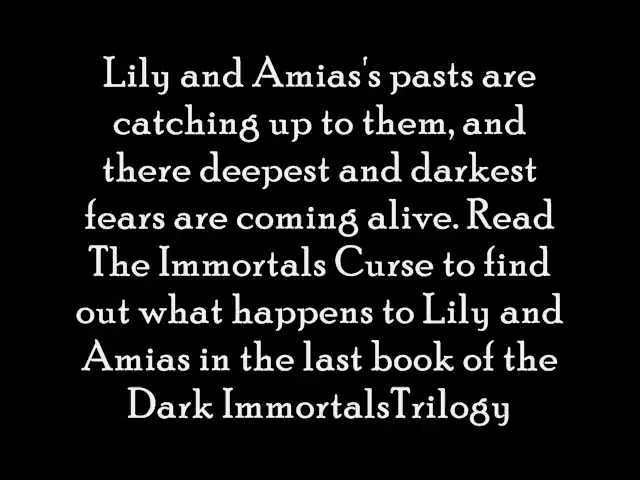 Lily and Amias's pasts are
catching up to them, and
there deepest and darkest
fears are coming alive. Read
The Immortals Curse to find
out what happens to Lily and
Amias in the last book of the
Dark ImmortalsTrilogy